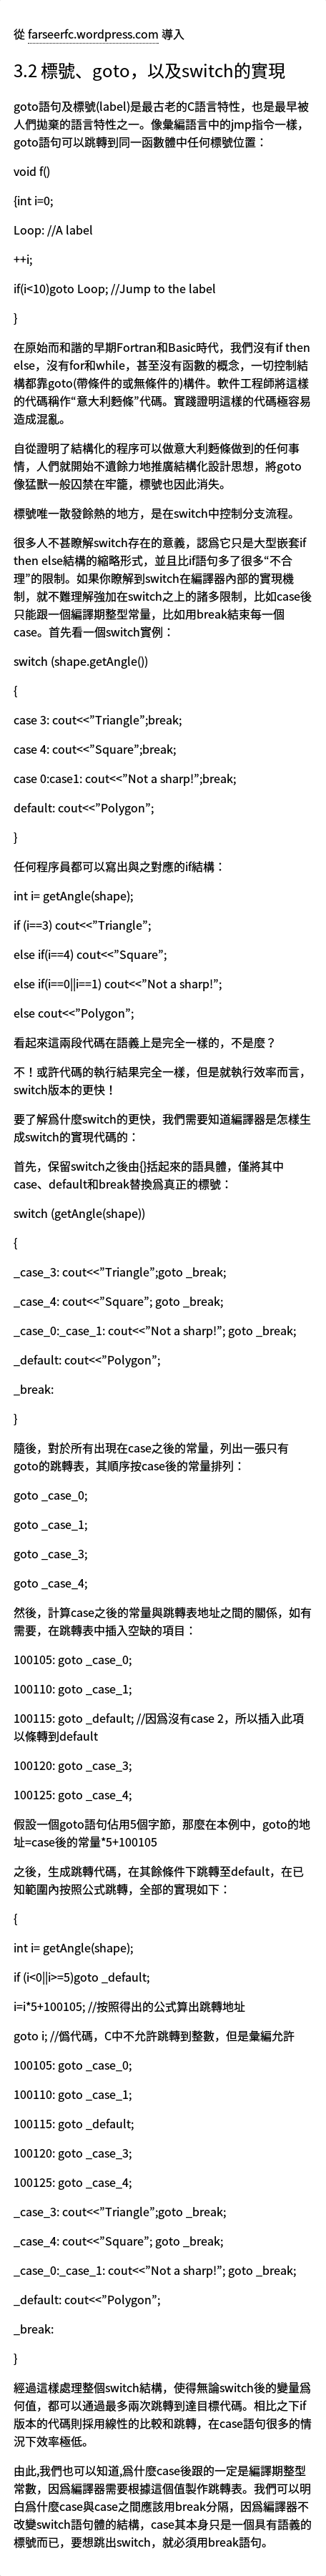 從 farseerfc.wordpress.com 導入
3.2 標號、goto，以及switch的實現
goto語句及標號(label)是最古老的C語言特性，也是最早被
人們拋棄的語言特性之一。像彙編語言中的jmp指令一樣，
goto語句可以跳轉到同一函數體中任何標號位置：
void f()
{int i=0;
Loop: //A label
++i;
if(i<10)goto Loop; //Jump to the label
}
在原始而和諧的早期Fortran和Basic時代，我們沒有if then
else，沒有for和while，甚至沒有函數的概念，一切控制結
構都靠goto(帶條件的或無條件的)構件。軟件工程師將這樣
的代碼稱作“意大利麪條”代碼。實踐證明這樣的代碼極容易
造成混亂。
自從證明了結構化的程序可以做意大利麪條做到的任何事
情，人們就開始不遺餘力地推廣結構化設計思想，將goto
像猛獸一般囚禁在牢籠，標號也因此消失。
標號唯一散發餘熱的地方，是在switch中控制分支流程。
很多人不甚瞭解switch存在的意義，認爲它只是大型嵌套if
then else結構的縮略形式，並且比if語句多了很多“不合
理”的限制。如果你瞭解到switch在編譯器內部的實現機
制，就不難理解強加在switch之上的諸多限制，比如case後
只能跟一個編譯期整型常量，比如用break結束每一個
case。首先看一個switch實例：
switch (shape.getAngle())
{
case 3: cout<<”Triangle”;break;
case 4: cout<<”Square”;break;
case 0:case1: cout<<”Not a sharp!”;break;
default: cout<<”Polygon”;
}
任何程序員都可以寫出與之對應的if結構：
int i= getAngle(shape);
if (i==3) cout<<”Triangle”;
else if(i==4) cout<<”Square”;
else if(i==0||i==1) cout<<”Not a sharp!”;
else cout<<”Polygon”;
看起來這兩段代碼在語義上是完全一樣的，不是麼？
不！或許代碼的執行結果完全一樣，但是就執行效率而言，
switch版本的更快！
要了解爲什麼switch的更快，我們需要知道編譯器是怎樣生
成switch的實現代碼的：
首先，保留switch之後由{}括起來的語具體，僅將其中
case、default和break替換爲真正的標號：
switch (getAngle(shape))
{
_case_3: cout<<”Triangle”;goto _break;
_case_4: cout<<”Square”; goto _break;
_case_0:_case_1: cout<<”Not a sharp!”; goto _break;
_default: cout<<”Polygon”;
_break:
}
隨後，對於所有出現在case之後的常量，列出一張只有
goto的跳轉表，其順序按case後的常量排列：
goto _case_0;
goto _case_1;
goto _case_3;
goto _case_4;
然後，計算case之後的常量與跳轉表地址之間的關係，如有
需要，在跳轉表中插入空缺的項目：
100105: goto _case_0;
100110: goto _case_1;
100115: goto _default; //因爲沒有case 2，所以插入此項
以條轉到default
100120: goto _case_3;
100125: goto _case_4;
假設一個goto語句佔用5個字節，那麼在本例中，goto的地
址=case後的常量*5+100105
之後，生成跳轉代碼，在其餘條件下跳轉至default，在已
知範圍內按照公式跳轉，全部的實現如下：
{
int i= getAngle(shape);
if (i<0||i>=5)goto _default;
i=i*5+100105; //按照得出的公式算出跳轉地址
goto i; //僞代碼，C中不允許跳轉到整數，但是彙編允許
100105: goto _case_0;
100110: goto _case_1;
100115: goto _default;
100120: goto _case_3;
100125: goto _case_4;
_case_3: cout<<”Triangle”;goto _break;
_case_4: cout<<”Square”; goto _break;
_case_0:_case_1: cout<<”Not a sharp!”; goto _break;
_default: cout<<”Polygon”;
_break:
}
經過這樣處理整個switch結構，使得無論switch後的變量爲
何值，都可以通過最多兩次跳轉到達目標代碼。相比之下if
版本的代碼則採用線性的比較和跳轉，在case語句很多的情
況下效率極低。
由此,我們也可以知道,爲什麼case後跟的一定是編譯期整型
常數，因爲編譯器需要根據這個值製作跳轉表。我們可以明
白爲什麼case與case之間應該用break分隔，因爲編譯器不
改變switch語句體的結構，case其本身只是一個具有語義的
標號而已，要想跳出switch，就必須用break語句。